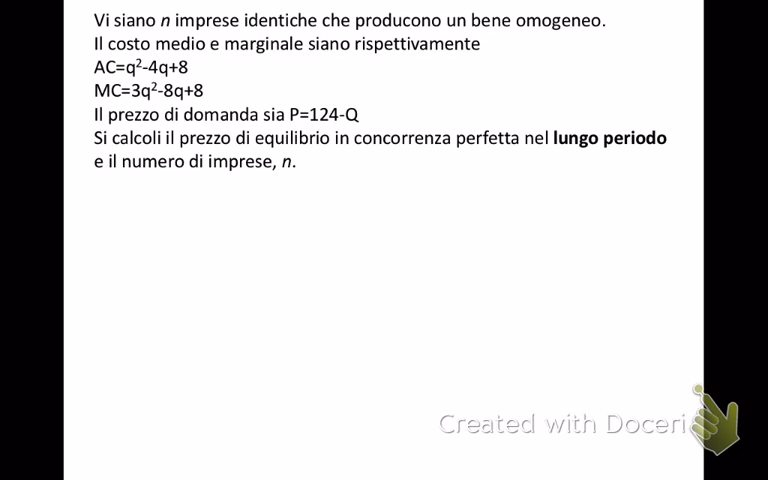 Vi siano n imprese identiche che producono un bene omogeneo.
Il costo medio e marginale siano rispettivamente
AC=q²-4q+8
MC=3q²-8q+8
Il prezzo di domanda sia P=124-Q
Si calcoli il prezzo di equilibrio in concorrenza perfetta nel lungo periodo
e il numero di imprese, n.
Created with Doceri